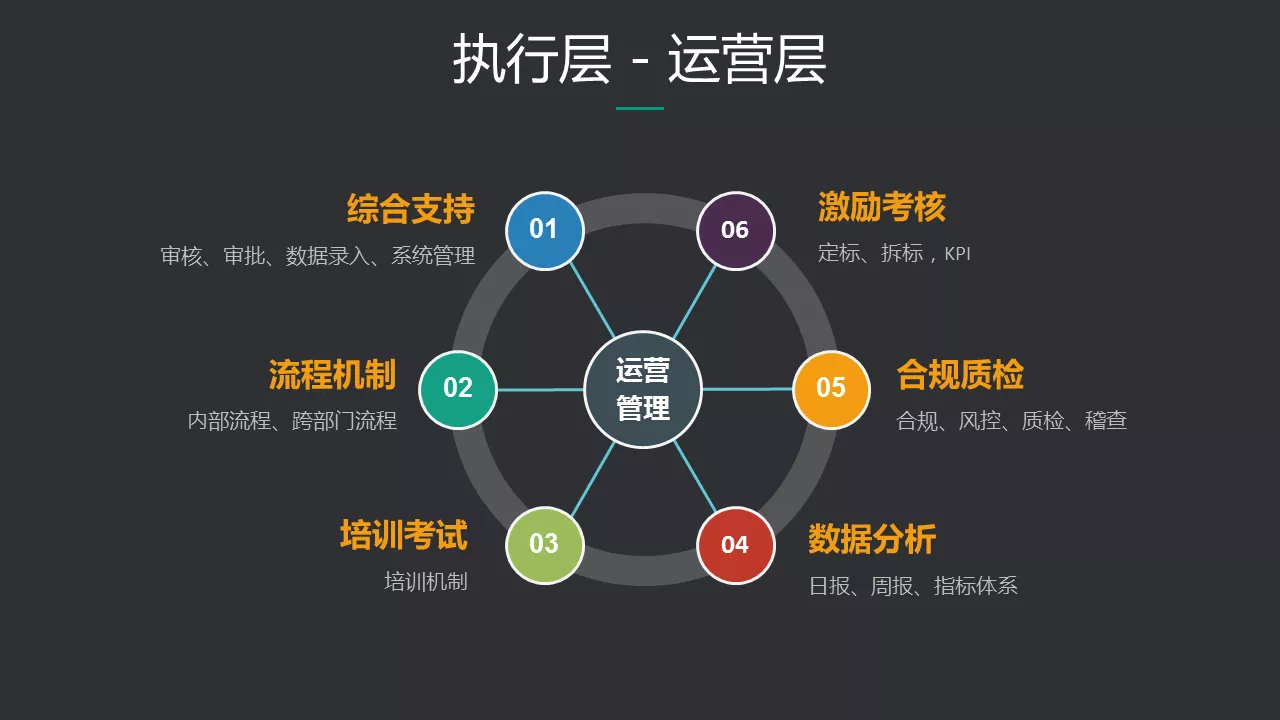 执行层 - 运营层
综合支持
审核、审批、数据录入、系统管理
01
流程机制
内部流程、跨部门流程
02
培训考试
培训机制
03
运营
管理
04
数据分析
日报、周报、指标体系
05
合规质检
合规、风控、质检、稽查
06
激励考核
定标、拆标，KPI